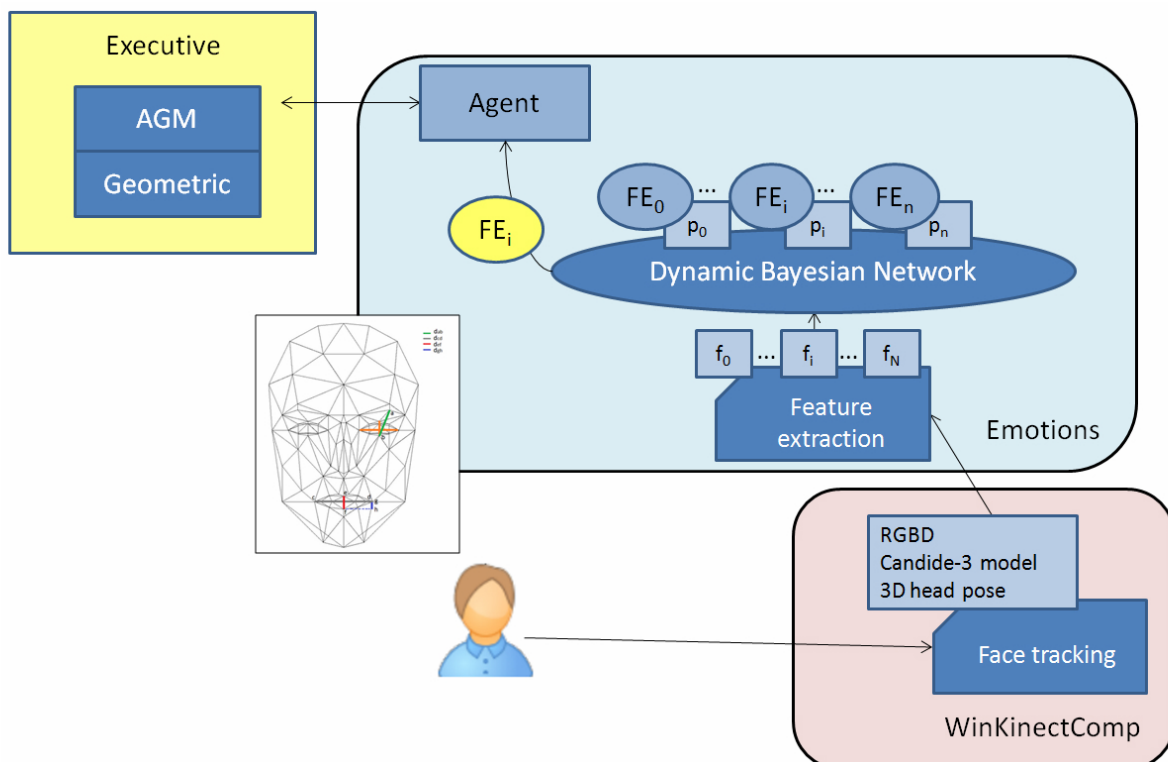 Executive
AGM
Geometric
Agent
FEi
FE0 ... FEi ... FEn
p0 pi pn
Dynamic Bayesian Network
f0 ... fi ... fN
Feature
extraction
Emotions
RGBD
Candide-3 model
3D head pose
Face tracking
WinKinectComp